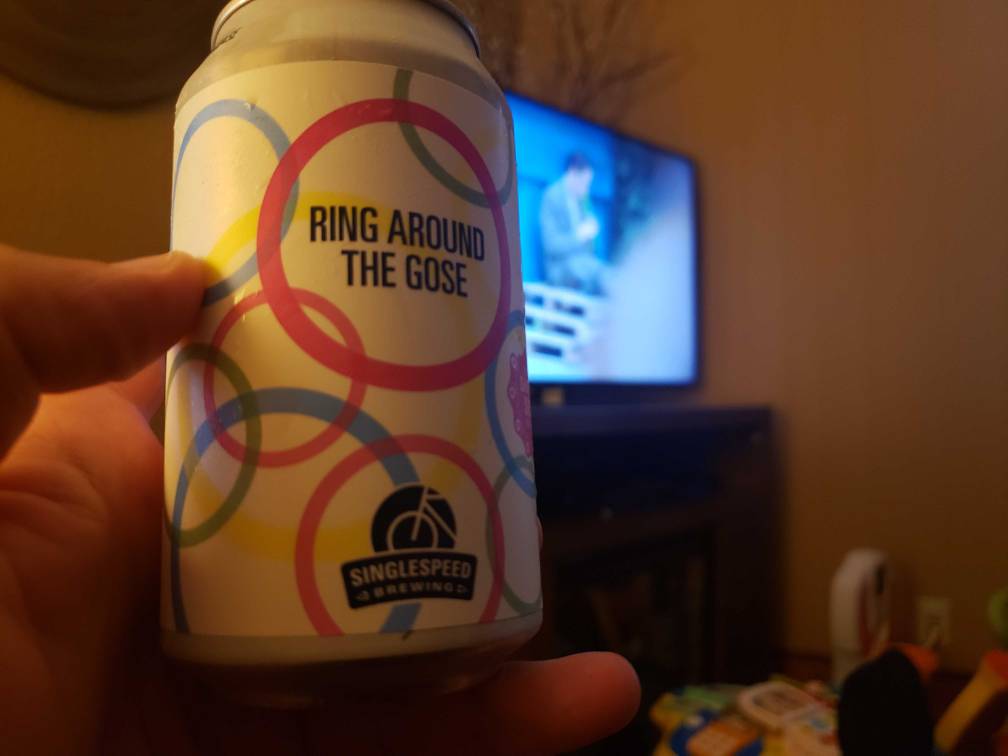 RING AROUND
THE GOSE
SINGLESPEED
BREWING